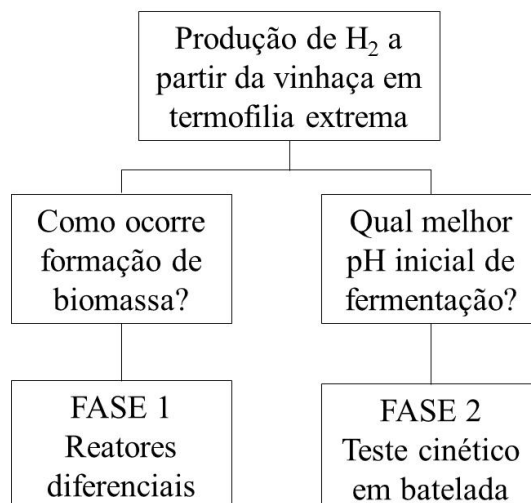 Produção de H₂ a
partir da vinhaça em
termofilia extrema
Como ocorre
formação de
biomassa?
Qual melhor
pH inicial de
fermentação?
FASE 1
Reatores
diferenciais
FASE 2
Teste cinético
em batelada